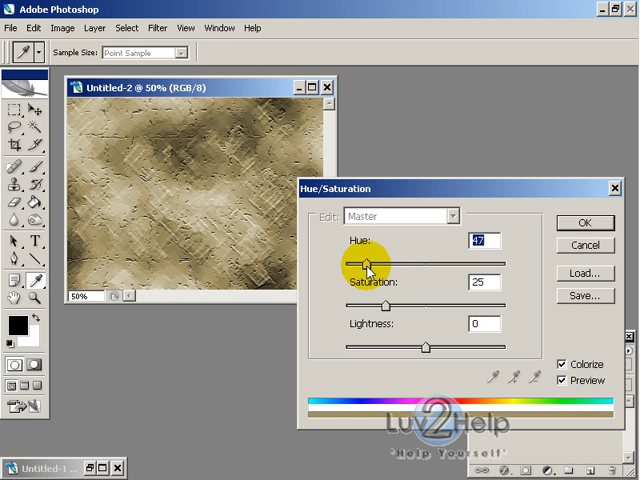 Adobe Photoshop
File Edit Image Layer Select Filter View Window Help
Sample Size: Point Sample
Untitled-2 @ 50% (RGB/8)
50%
Hue/Saturation
Edit: Master
Hue: 47
Saturation: 25
Lightness: 0
OK
Cancel
Load...
Save...
Colorize
Preview
Luv2Help
"Help Yourself"
Untitled-1 ...